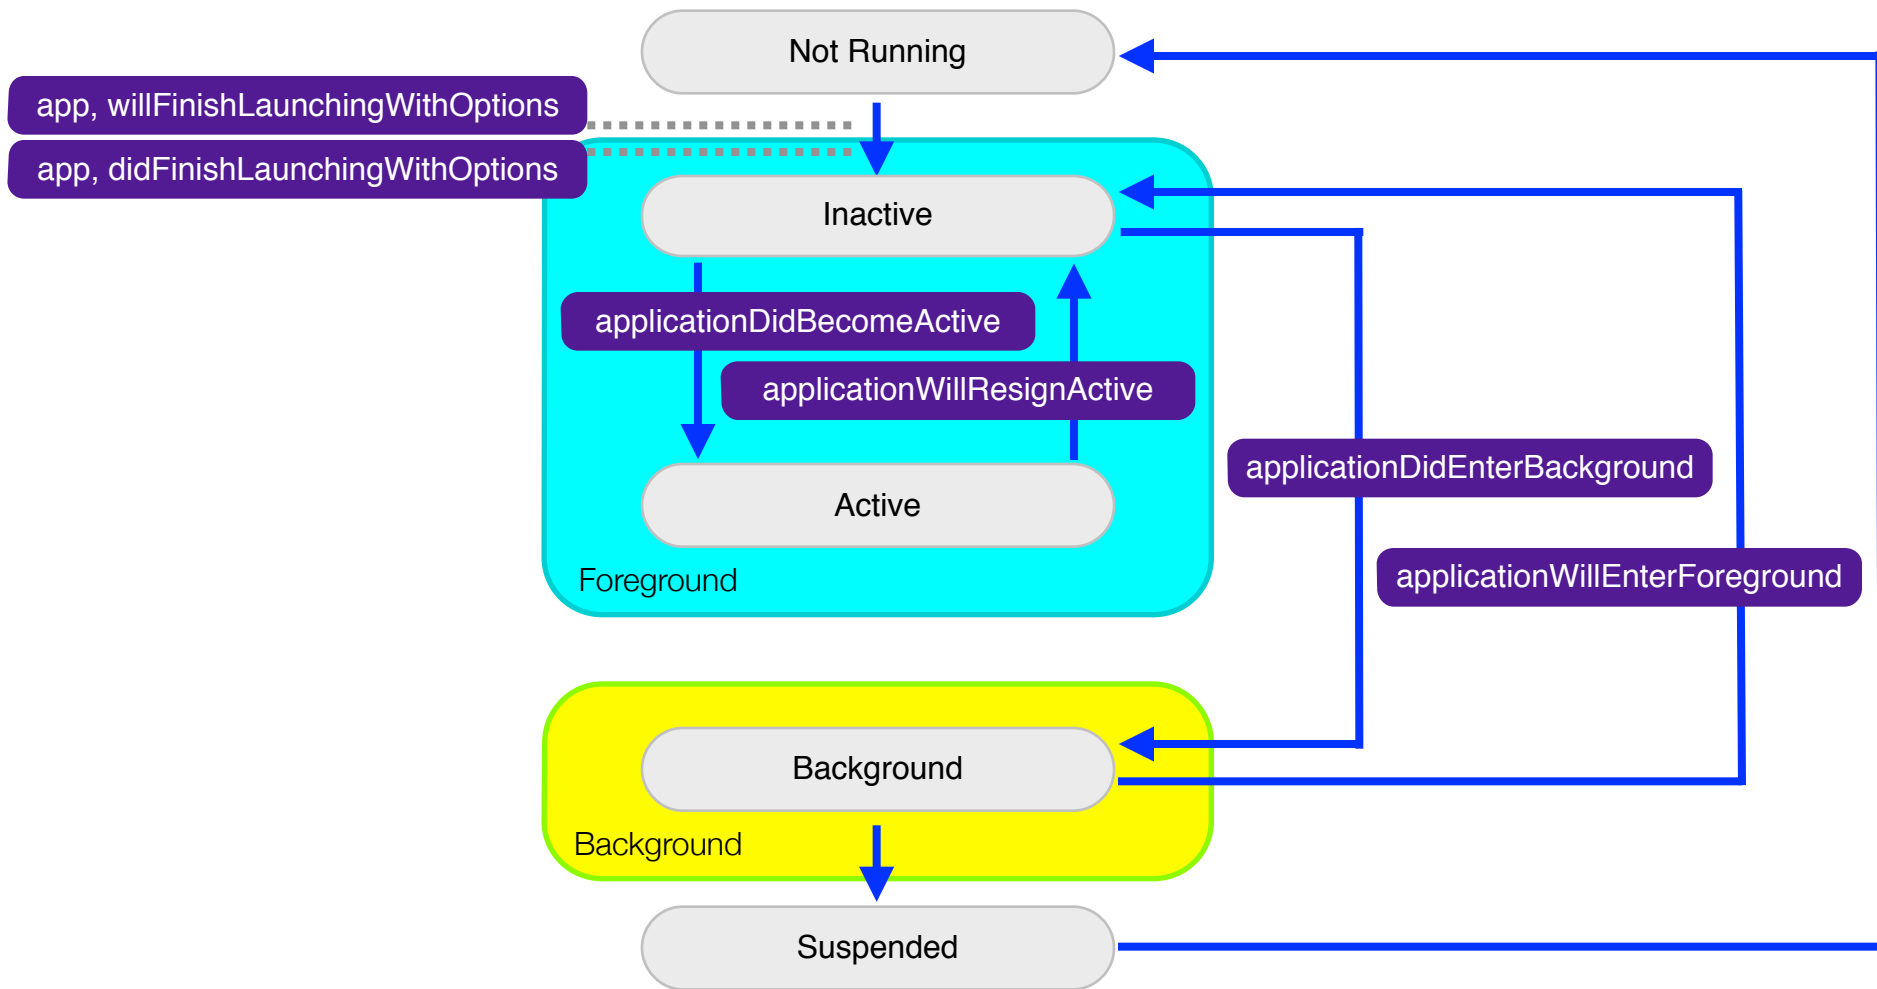 Not Running
app, willFinishLaunchingWithOptions
app, didFinishLaunchingWithOptions
Inactive
applicationDidBecomeActive
applicationWillResignActive
applicationDidEnterBackground
Active
applicationWillEnterForeground
Foreground
Background
Background
Suspended